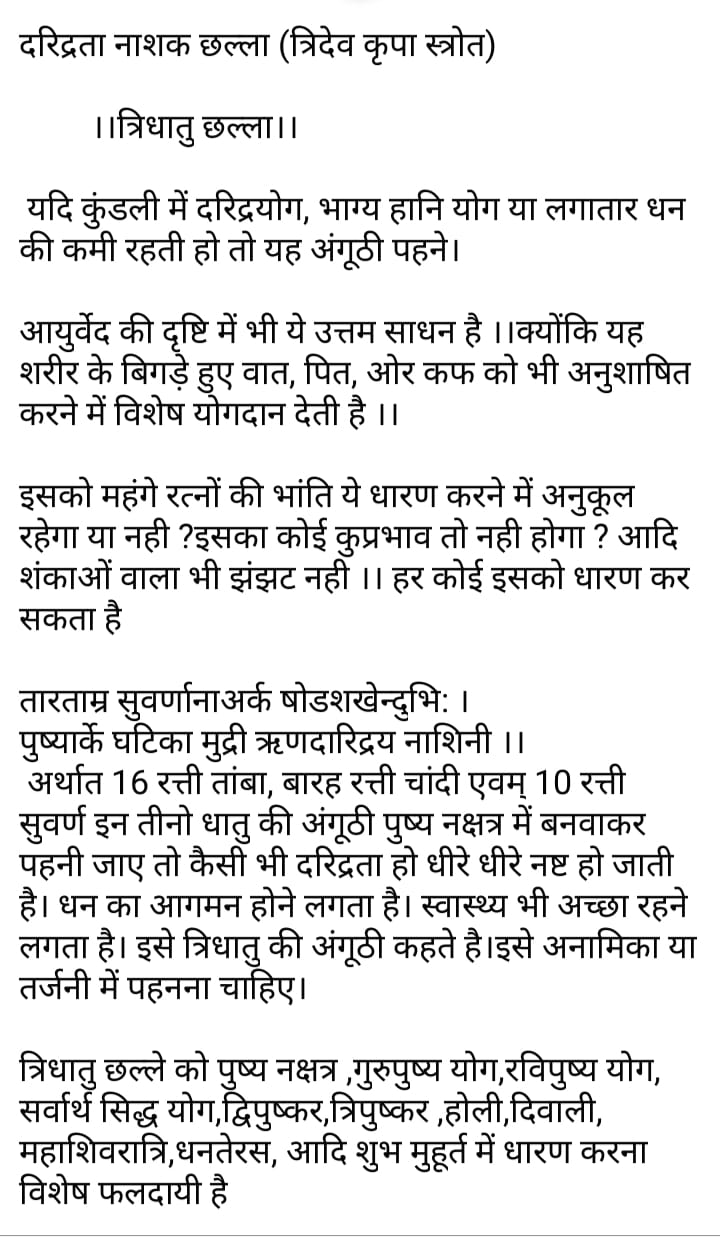 दरिद्रता नाशक छल्ला (त्रिदेव कृपा स्त्रोत)
।।त्रिधातु छल्ला।।
यदि कुंडली में दरिद्रयोग, भाग्य हानि योग या लगातार धन
की कमी रहती हो तो यह अंगूठी पहने।
आयुर्वेद की दृष्टि में भी ये उत्तम साधन है ।।क्योंकि यह
शरीर के बिगड़े हुए वात, पित, ओर कफ को भी अनुशाषित
करने में विशेष योगदान देती है ।।
इसको महंगे रत्नों की भांति ये धारण करने में अनुकूल
रहेगा या नही ?इसका कोई कुप्रभाव तो नही होगा ? आदि
शंकाओं वाला भी झंझट नही ।। हर कोई इसको धारण कर
सकता है
तारताम्र सुवर्णानाअर्क षोडशखेन्दुभि: ।
पुष्यार्के घटिका मुद्री ऋणदारिद्रय नाशिनी ।।
अर्थात 16 रत्ती तांबा, बारह रत्ती चांदी एवम् 10 रत्ती
सुवर्ण इन तीनो धातु की अंगूठी पुष्य नक्षत्र में बनवाकर
पहनी जाए तो कैसी भी दरिद्रता हो धीरे धीरे नष्ट हो जाती
है। धन का आगमन होने लगता है। स्वास्थ्य भी अच्छा रहने
लगता है। इसे त्रिधातु की अंगूठी कहते है।इसे अनामिका या
तर्जनी में पहनना चाहिए।
त्रिधातु छल्ले को पुष्य नक्षत्र ,गुरुपुष्य योग,रविपुष्य योग,
सर्वार्थ सिद्ध योग,द्विपुष्कर,त्रिपुष्कर ,होली,दिवाली,
महाशिवरात्रि,धनतेरस, आदि शुभ मुहूर्त में धारण करना
विशेष फलदायी है